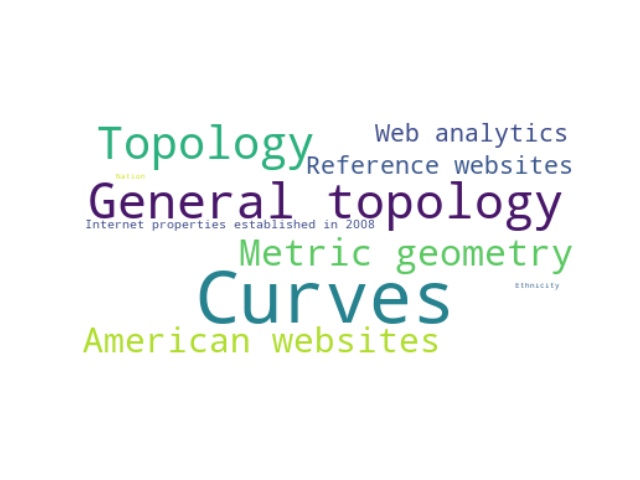 Topology
Web analytics
Reference websites
Nation
General topology
Internet properties established in 2008
Metric geometry
Curves
Ethnicity
American websites